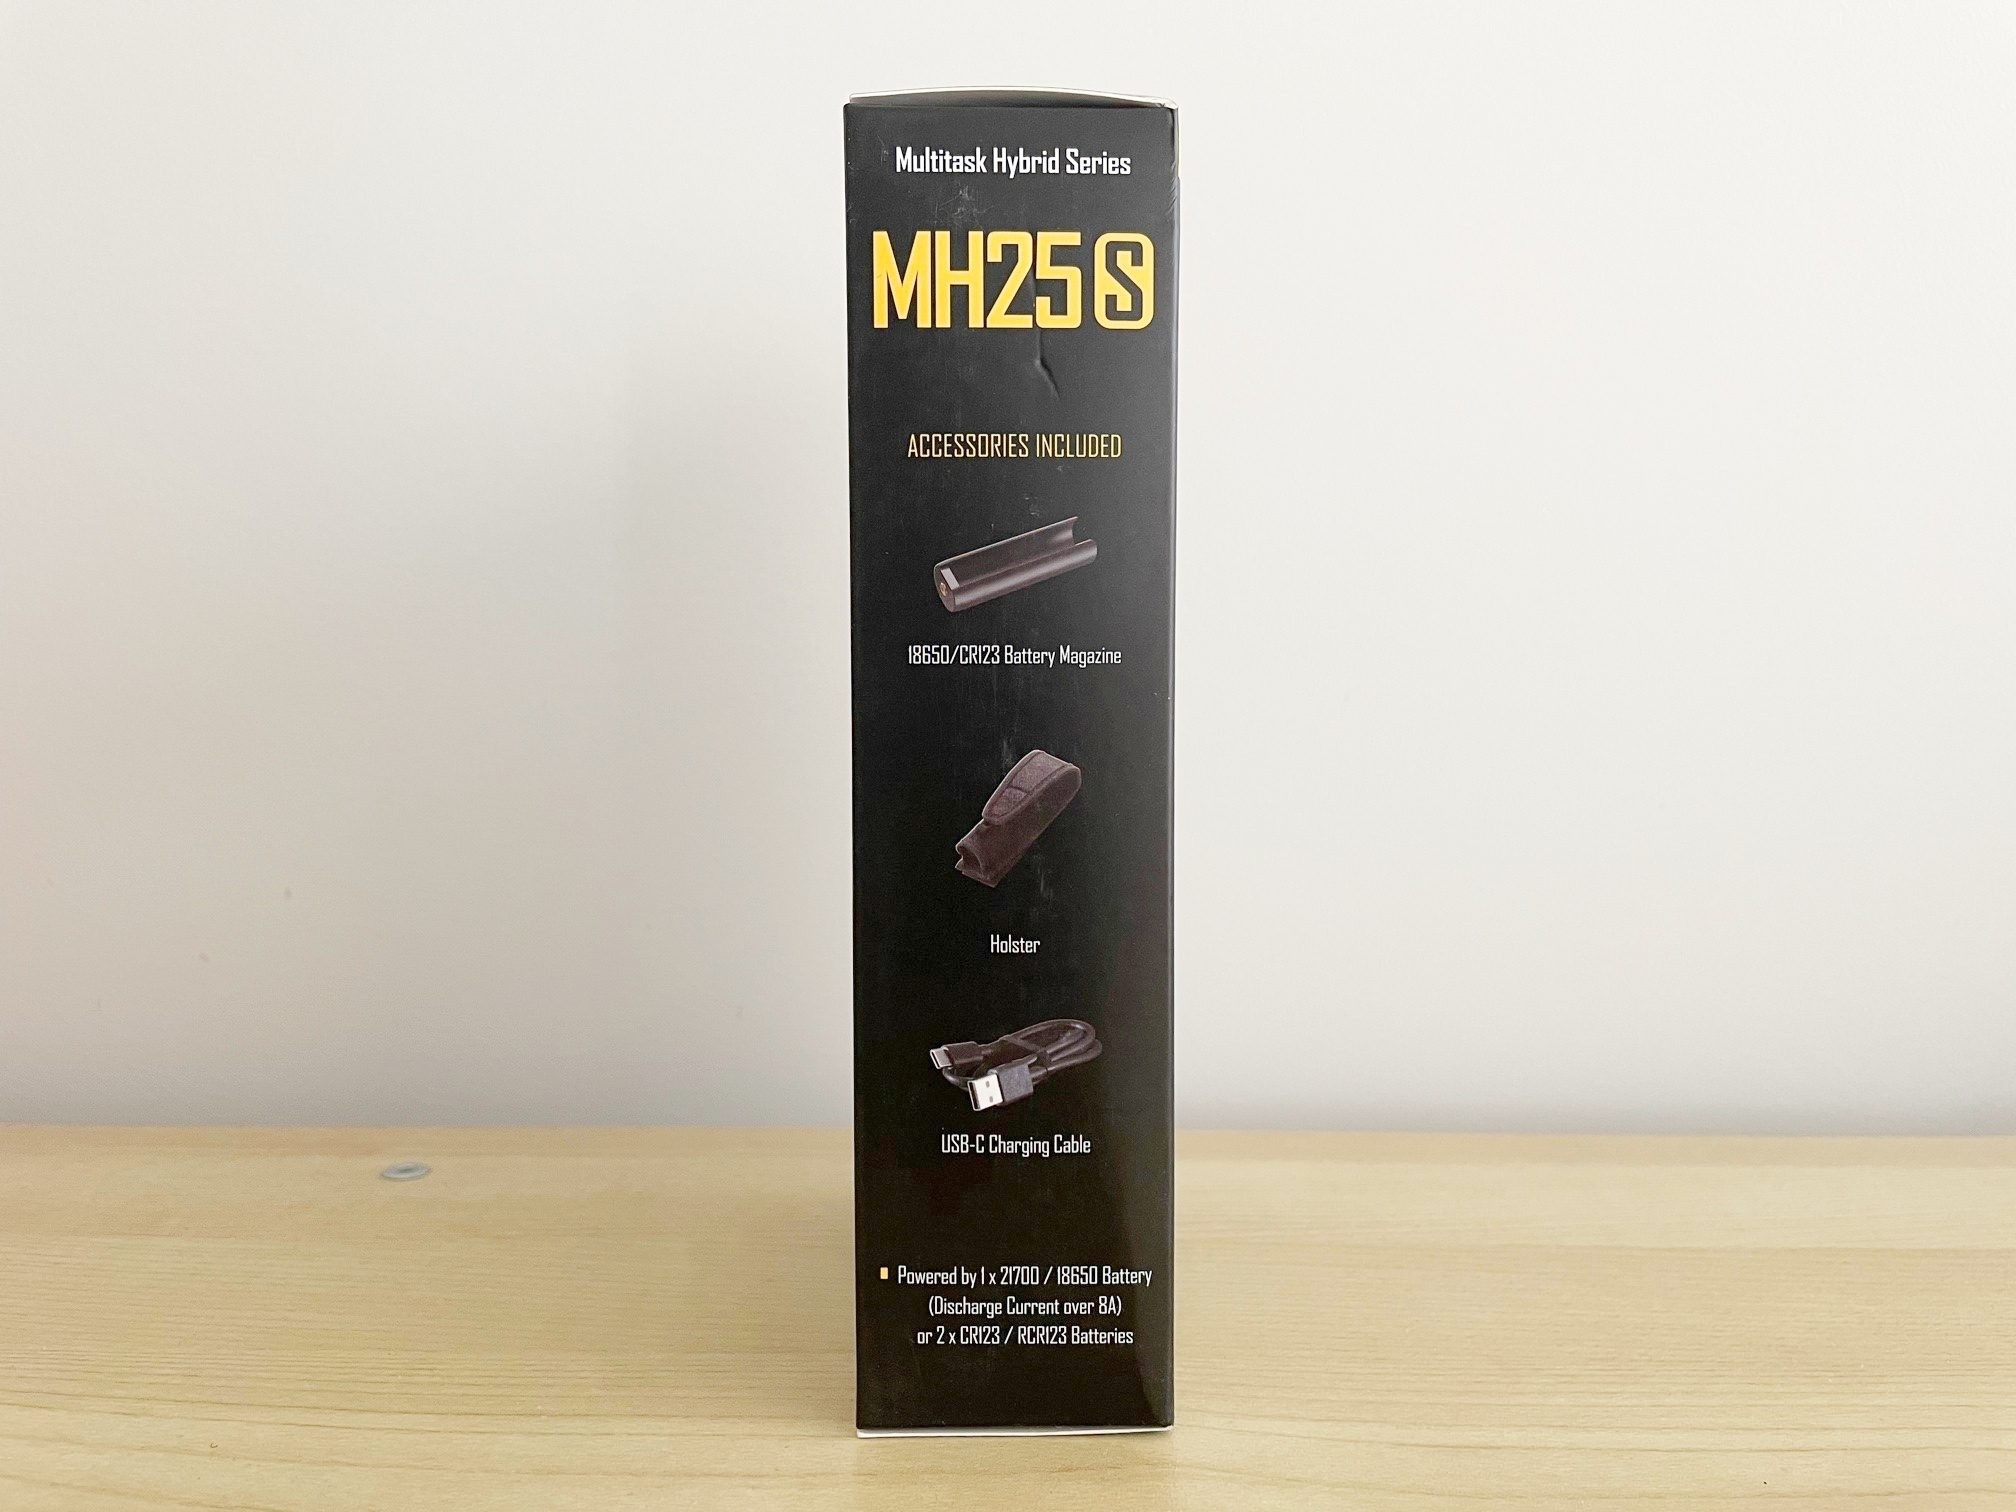 Multitask Hybrid Series
MH25S
ACCESSORIES INCLUDED
18650/CR123 Battery Magazine
Holster
USB-C Charging Cable
Powered by 1 x 21700 / 18650 Battery
(Discharge Current over 8A)
or 2 x CR123 / RCR123 Batteries